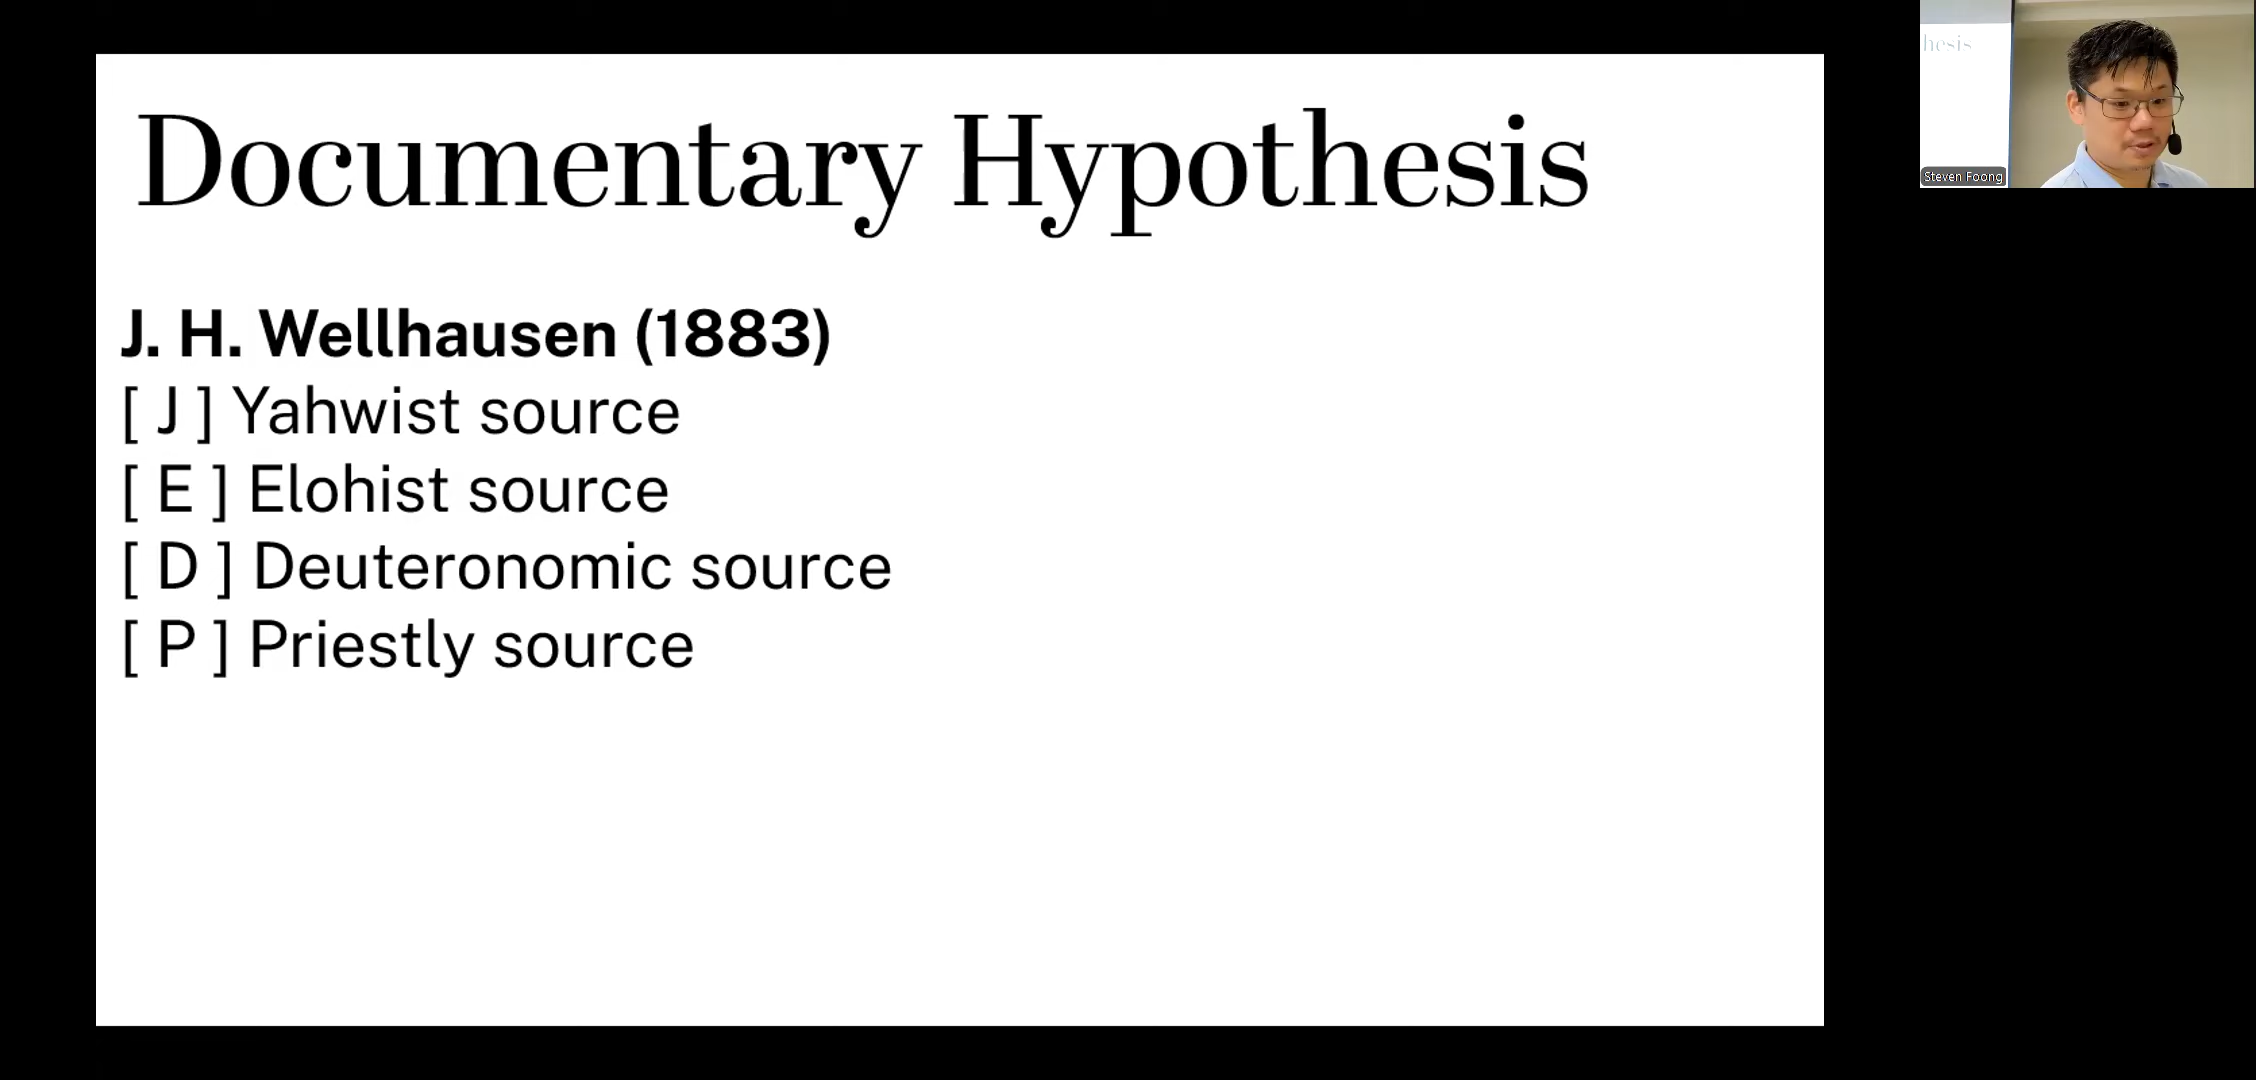 Documentary Hypothesis
J. H. Wellhausen (1883)
[ J ] Yahwist source
[ E ] Elohist source
[ D ] Deuteronomic source
[ P ] Priestly source
hesis
Steven Foong